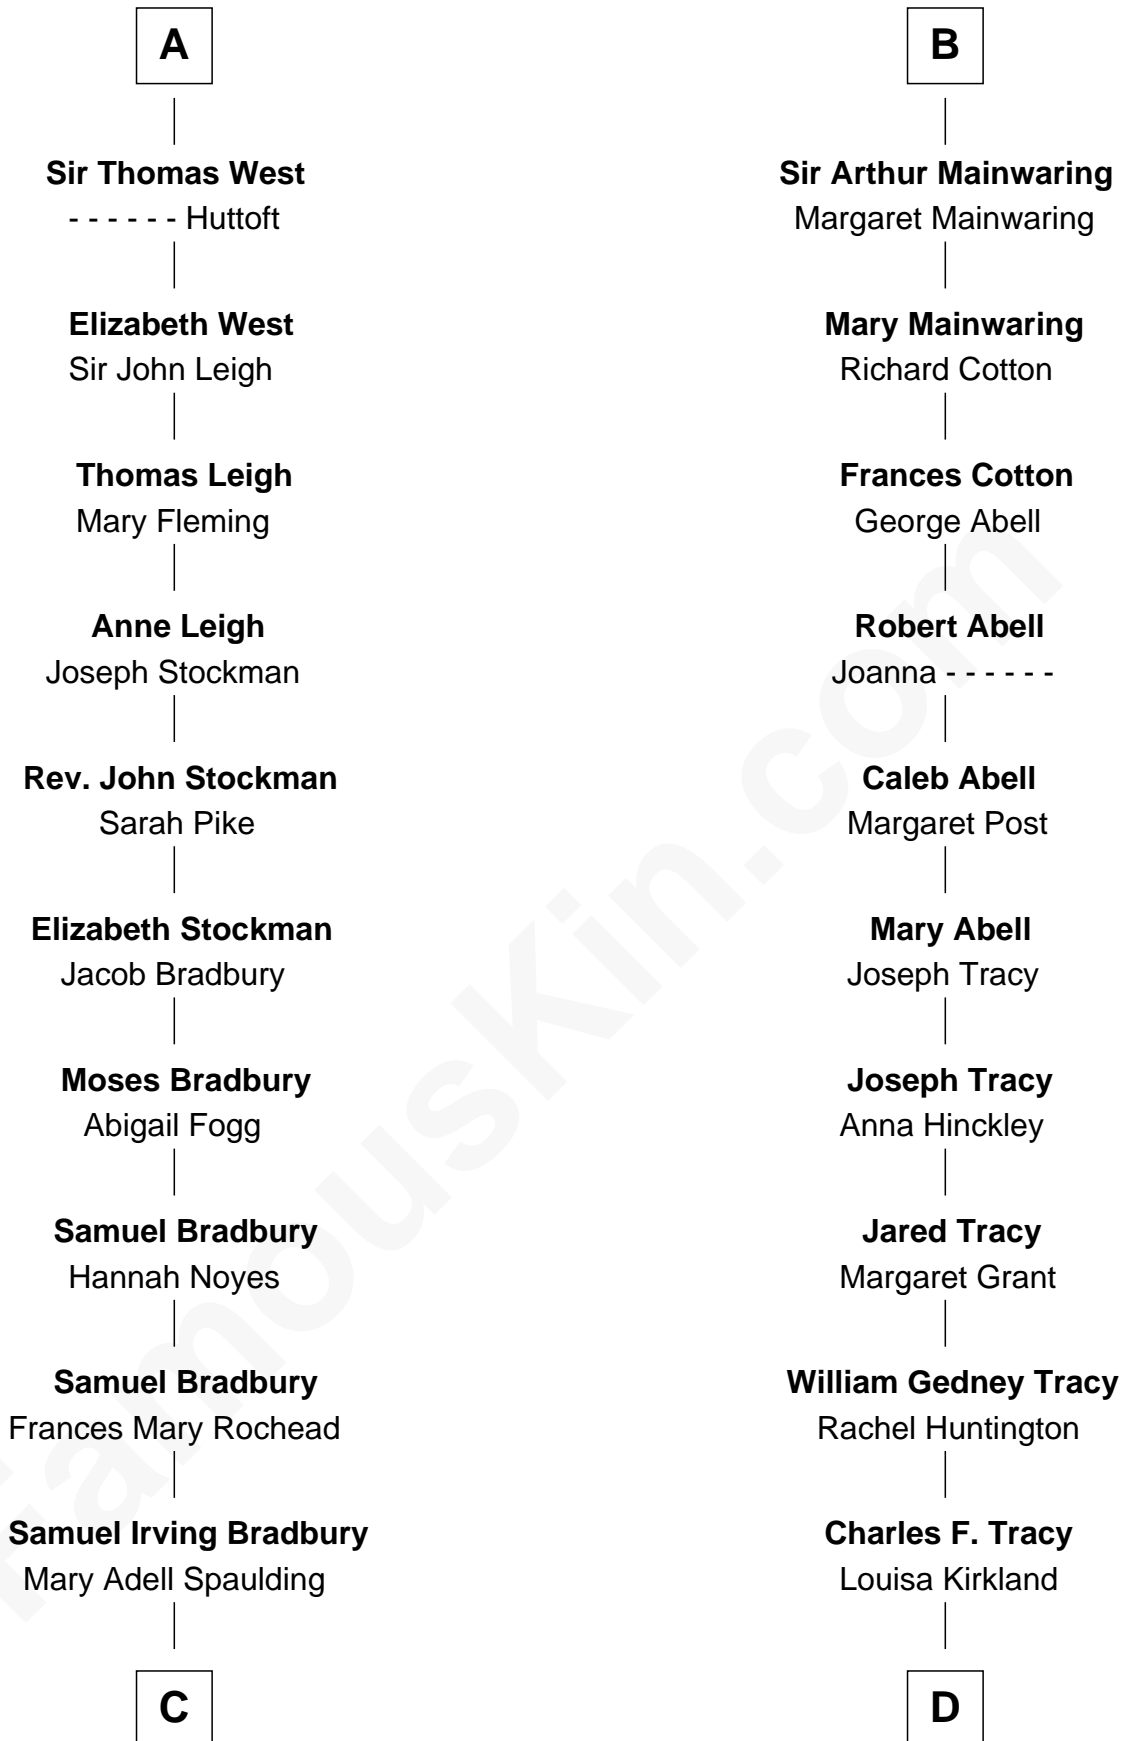 A
Sir Thomas West
- - - - - - Huttoft
Elizabeth West
Sir John Leigh
Thomas Leigh
Mary Fleming
Anne Leigh
Joseph Stockman
Rev. John Stockman
Sarah Pike
Elizabeth Stockman
Jacob Bradbury
Moses Bradbury
Abigail Fogg
Samuel Bradbury
Hannah Noyes
Samuel Bradbury
Frances Mary Rochead
Samuel Irving Bradbury
Mary Adell Spaulding
C
B
Sir Arthur Mainwaring
Margaret Mainwaring
Mary Mainwaring
Richard Cotton
Frances Cotton
George Abell
Robert Abell
Joanna - - - - - -
Caleb Abell
Margaret Post
Mary Abell
Joseph Tracy
Joseph Tracy
Anna Hinckley
Jared Tracy
Margaret Grant
William Gedney Tracy
Rachel Huntington
Charles F. Tracy
Louisa Kirkland
D
FamousKin.com